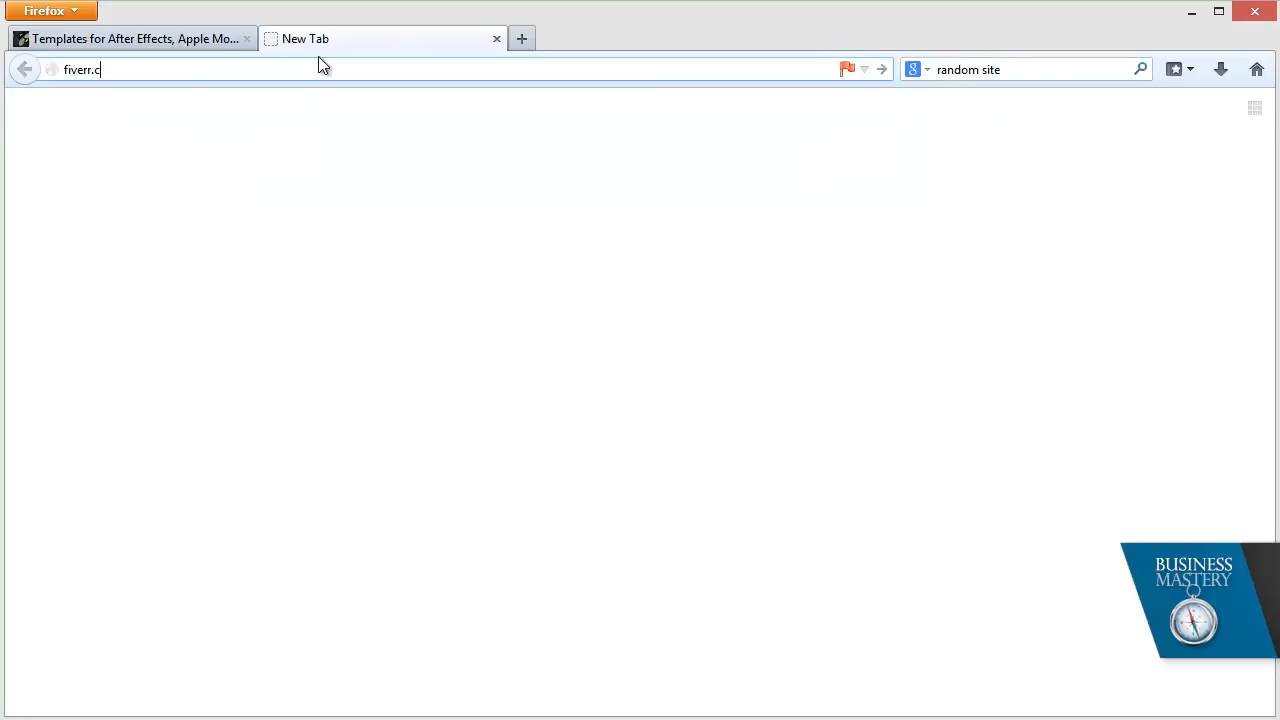 Firefox
Templates for After Effects, Apple Mo...
New Tab
fiverr.c
random site
BUSINESS
MASTERY